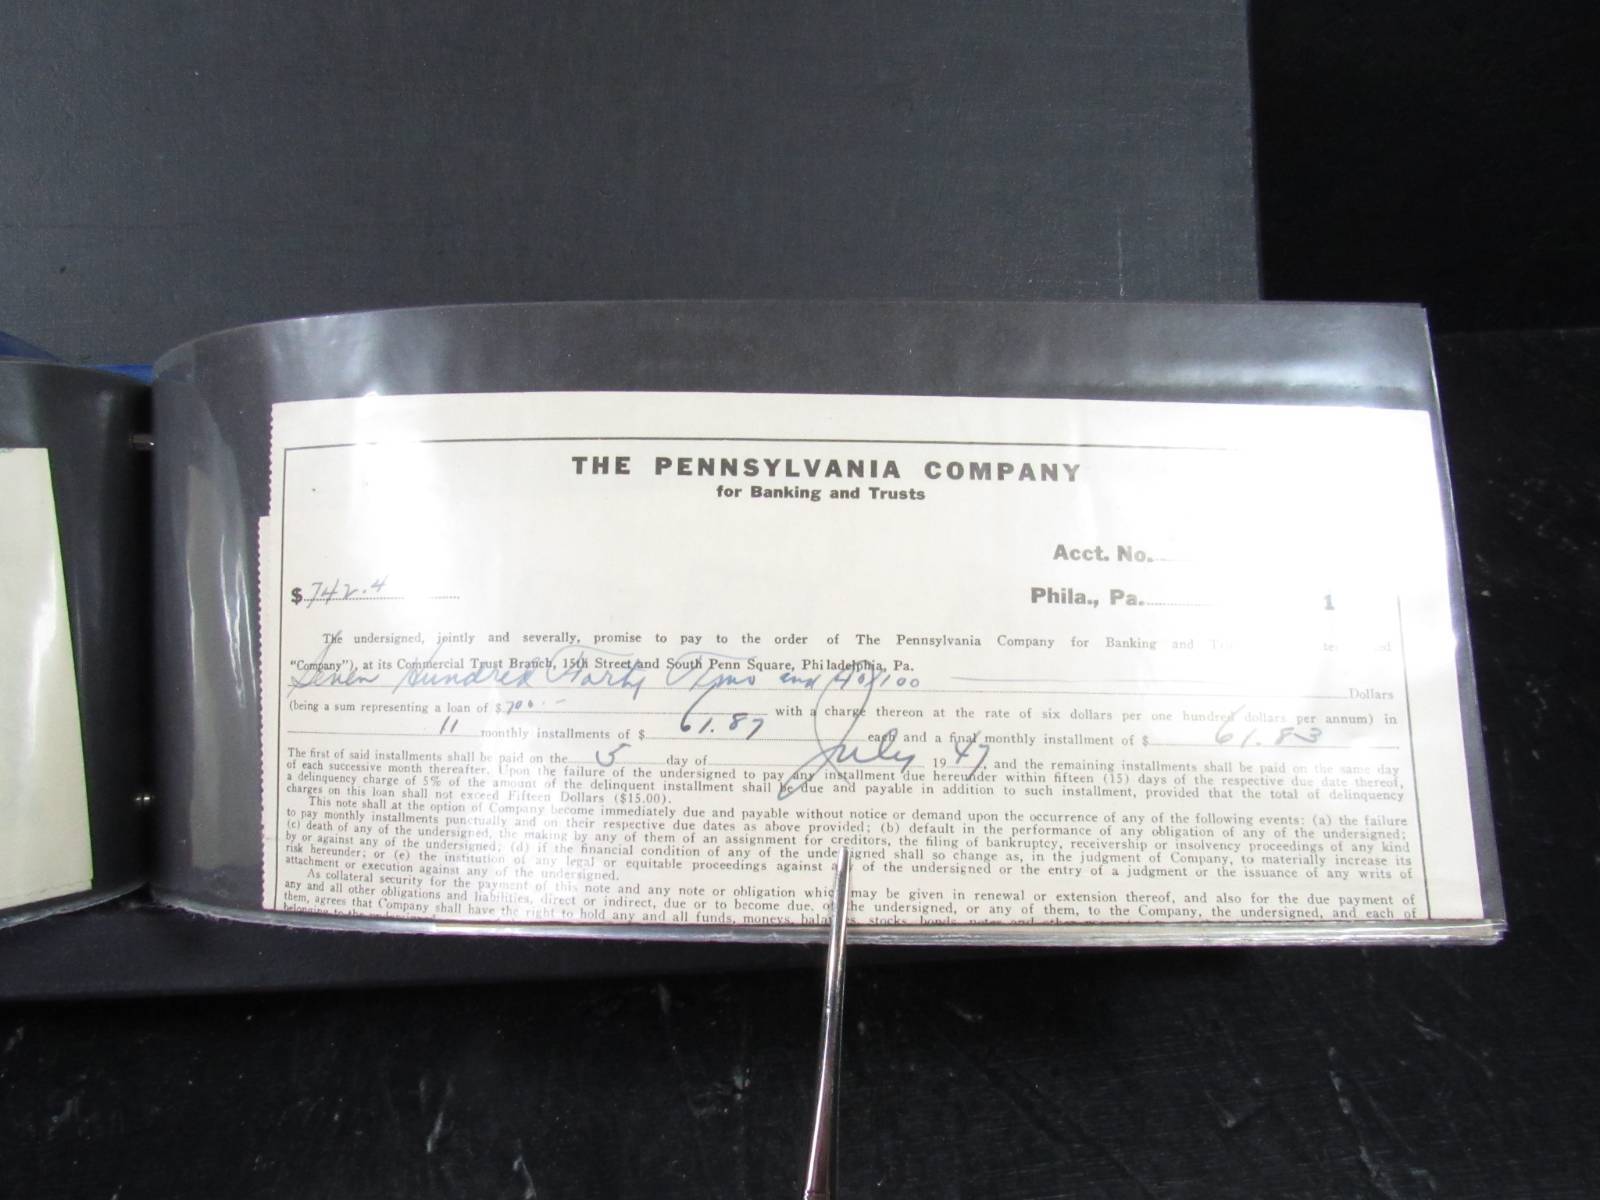 THE PENNSYLVANIA COMPANY
for Banking and Trusts
Acct. No.
$ 742.4
Phila., Pa. 1
The undersigned, jointly and severally, promise to pay to the order of The Pennsylvania Company for Banking and
"Company"), at its Commercial Trust Branch, 15th Street and South Penn Square, Philadelphia, Pa.
Seven Hundred Forty Two and 40/100 Dollars
(being a sum representing a loan of $ 700.-- with a charge thereon at the rate of six dollars per one hundred dollars per annum) in
11 monthly installments of $ 61.87 each and a final monthly installment of $ 61.83
The first of said installments shall be paid on the 5 day of July 19 47, and the remaining installments shall be paid on the same day
of each successive month thereafter. Upon the failure of the undersigned to pay any installment due hereunder within fifteen (15) days of the respective due date thereof,
a delinquency charge of 5% of the amount of the delinquent installment shall be due and payable in addition to such installment, provided that the total of delinquency
charges on this loan shall not exceed Fifteen Dollars ($15.00).
This note shall at the option of Company become immediately due and payable without notice or demand upon the occurrence of any of the following events: (a) the failure
to pay monthly installments punctually and on their respective due dates as above provided; (b) default in the performance of any obligation of any of the undersigned;
(c) death of any of the undersigned, the making by any of them of an assignment for creditors, the filing of bankruptcy, receivership or insolvency proceedings of any kind
by or against any of the undersigned; (d) if the financial condition of any of the undersigned shall so change as, in the judgment of Company, to materially increase its
risk hereunder; or (e) the institution of any legal or equitable proceedings against any of the undersigned or the entry of a judgment or the issuance of any writs of
attachment or execution against any of the undersigned.
As collateral security for the payment of this note and any note or obligation which may be given in renewal or extension thereof, and also for the due payment of
any and all other obligations and liabilities, direct or indirect, due or to become due, of the undersigned, or any of them, to the Company, the undersigned, and each of
them, agrees that Company shall have the right to hold any and all funds, moneys, balances, stocks, bonds, notes and other
belonging to the